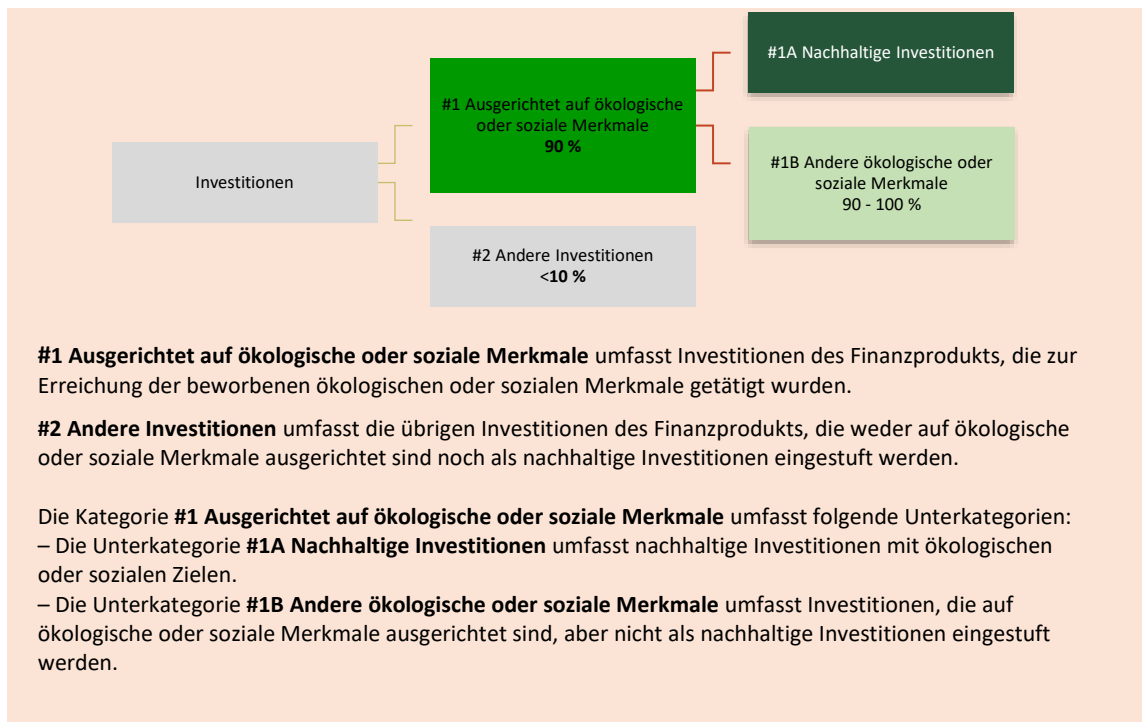 #1A Nachhaltige Investitionen
#1 Ausgerichtet auf ökologische
oder soziale Merkmale
90 %
#1B Andere ökologische oder
soziale Merkmale
90 - 100 %
Investitionen
#2 Andere Investitionen
<10 %
#1 Ausgerichtet auf ökologische oder soziale Merkmale umfasst Investitionen des Finanzprodukts, die zur
Erreichung der beworbenen ökologischen oder sozialen Merkmale getätigt wurden.
#2 Andere Investitionen umfasst die übrigen Investitionen des Finanzprodukts, die weder auf ökologische
oder soziale Merkmale ausgerichtet sind noch als nachhaltige Investitionen eingestuft werden.
Die Kategorie #1 Ausgerichtet auf ökologische oder soziale Merkmale umfasst folgende Unterkategorien:
– Die Unterkategorie #1A Nachhaltige Investitionen umfasst nachhaltige Investitionen mit ökologischen
oder sozialen Zielen.
– Die Unterkategorie #1B Andere ökologische oder soziale Merkmale umfasst Investitionen, die auf
ökologische oder soziale Merkmale ausgerichtet sind, aber nicht als nachhaltige Investitionen eingestuft
werden.